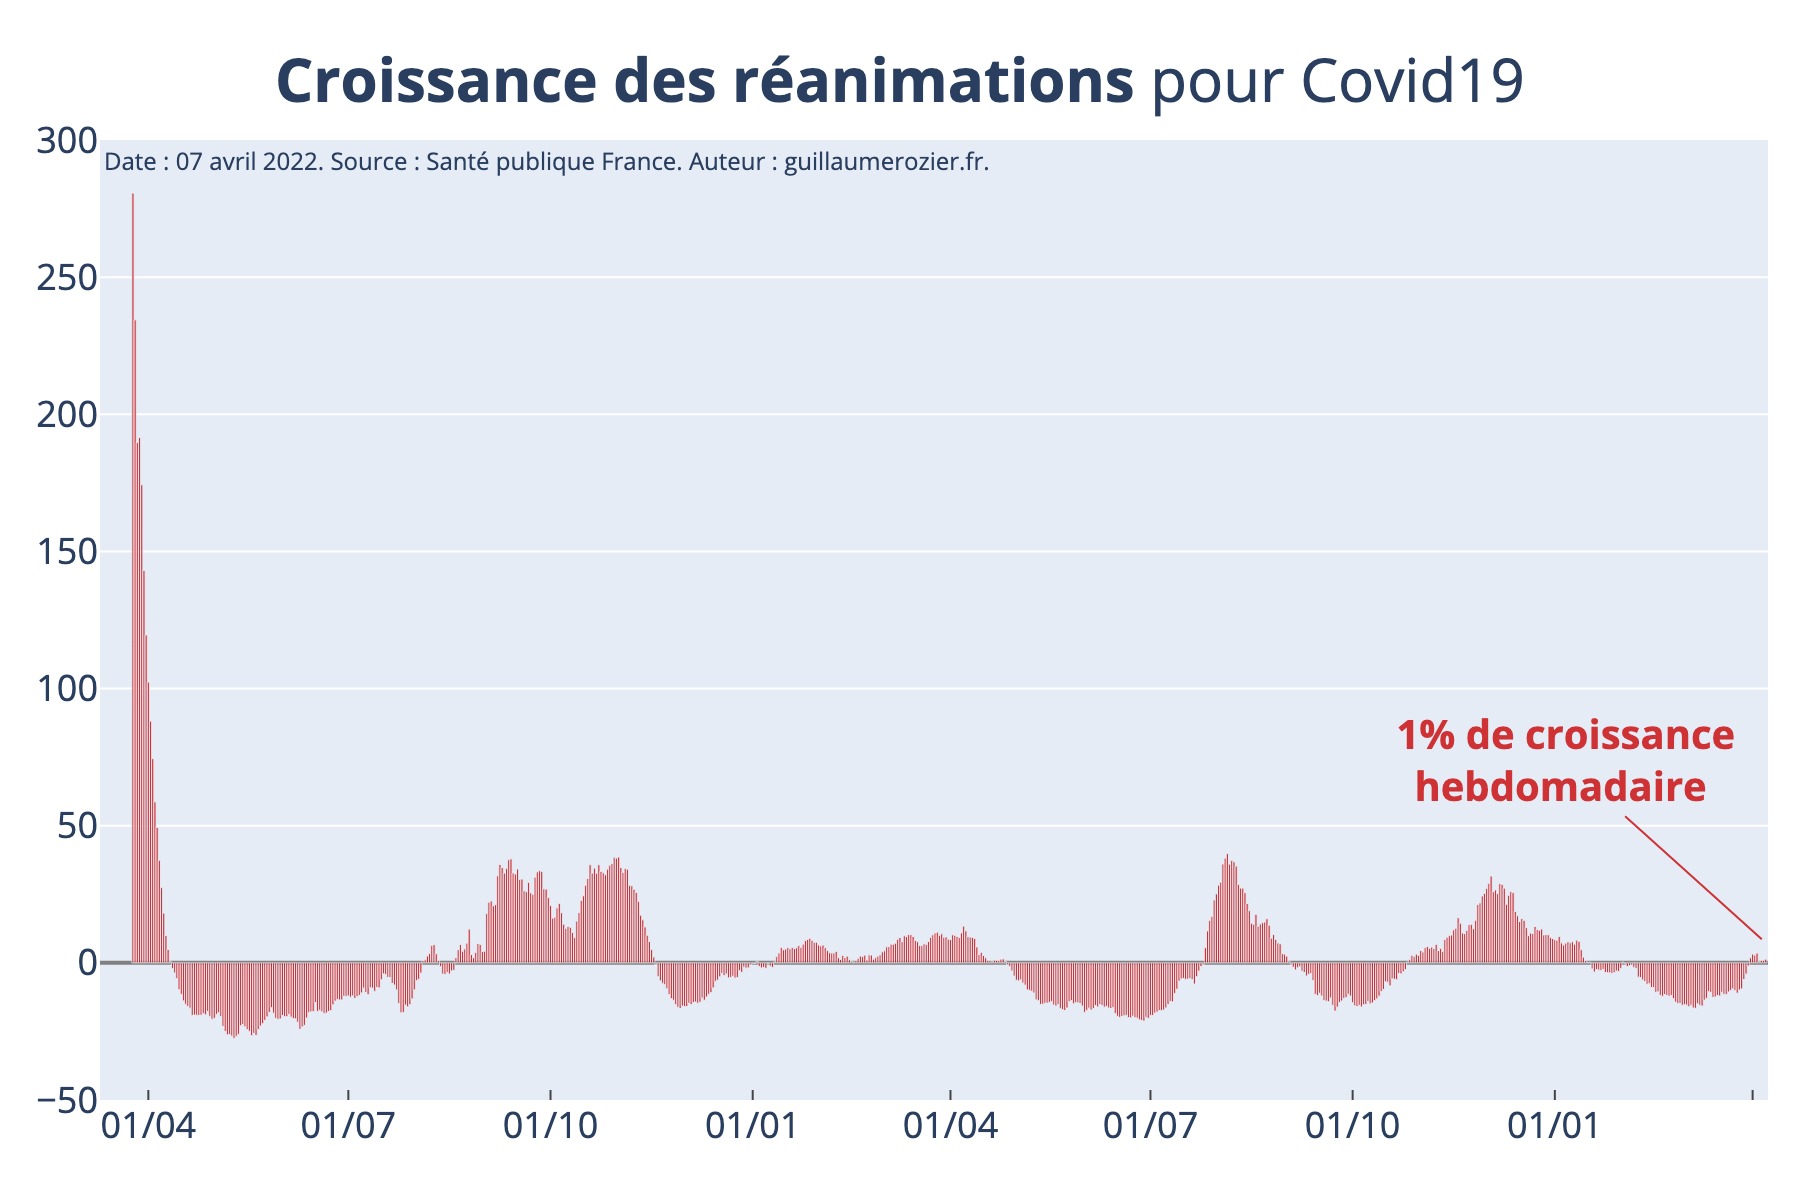 Croissance des réanimations pour Covid19
300
Date : 07 avril 2022. Source : Santé publique France. Auteur : guillaumerozier.fr.
250
200
150
100
1% de croissance
hebdomadaire
50
0
−50
01/04 01/07 01/10 01/01 01/04 01/07 01/10 01/01